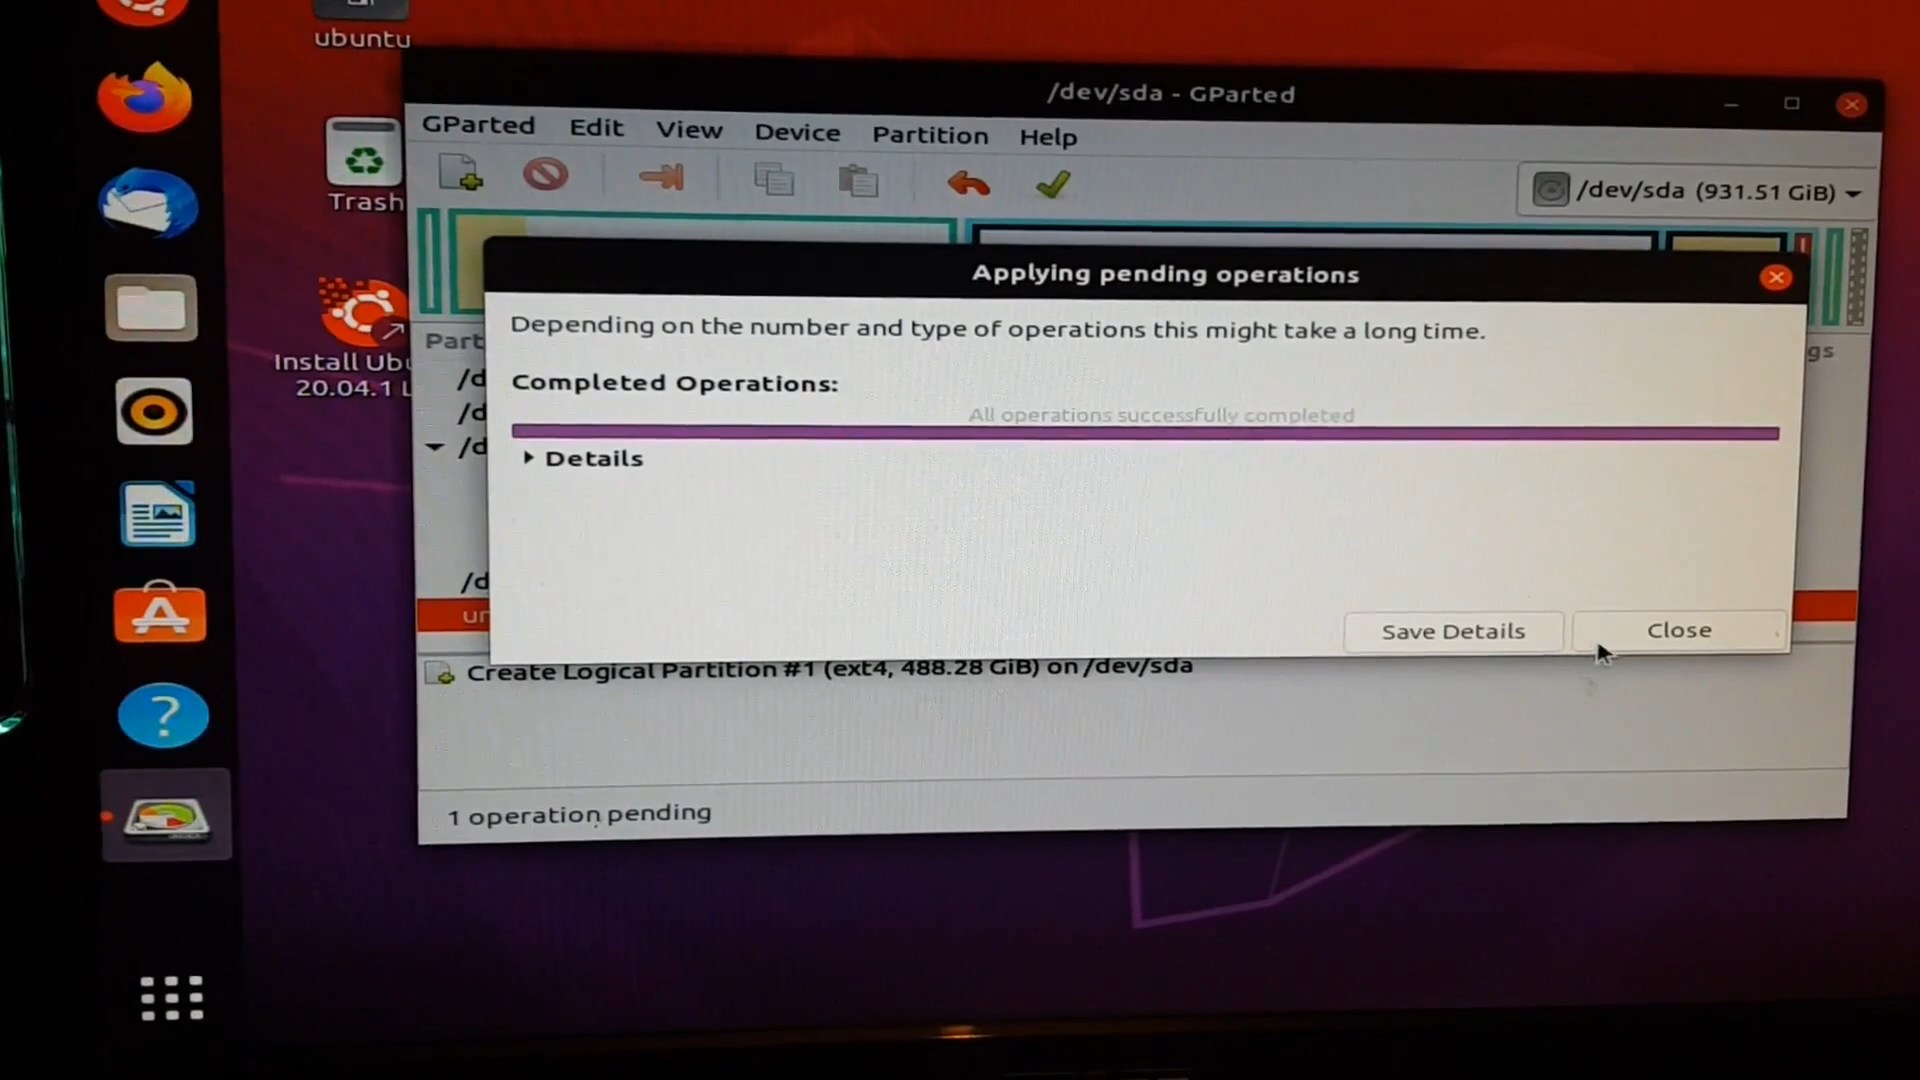 ubuntu
/dev/sda - GParted
GParted Edit View Device Partition Help
/dev/sda (931.51 GiB)
Trash
Applying pending operations
Depending on the number and type of operations this might take a long time.
Part
gs
Install Ubu
20.04.1 L
/d
Completed Operations:
/d
All operations successfully completed
/d
Details
/d
un
Save Details
Close
Create Logical Partition #1 (ext4, 488.28 GiB) on /dev/sda
1 operation pending